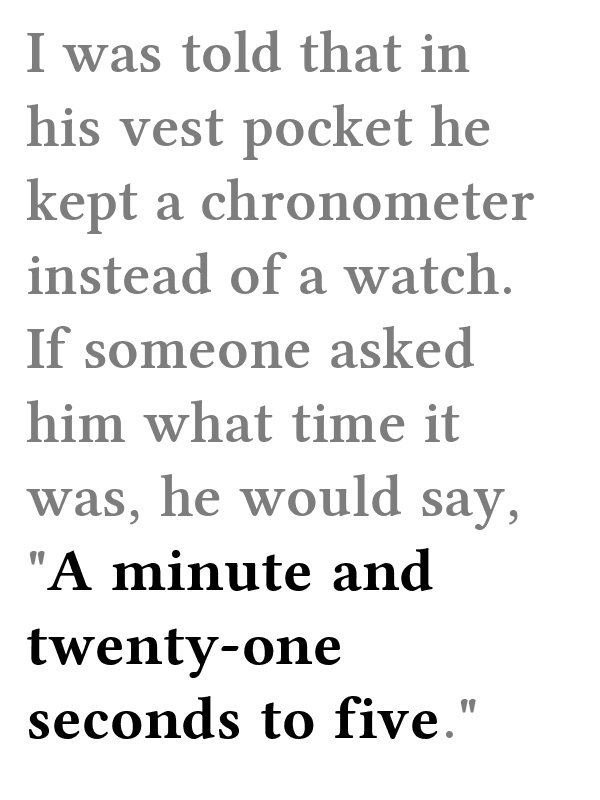 I was told that in
his vest pocket he
kept a chronometer
instead of a watch.
If someone asked
him what time it
was, he would say,
"A minute and
twenty-one
seconds to five."